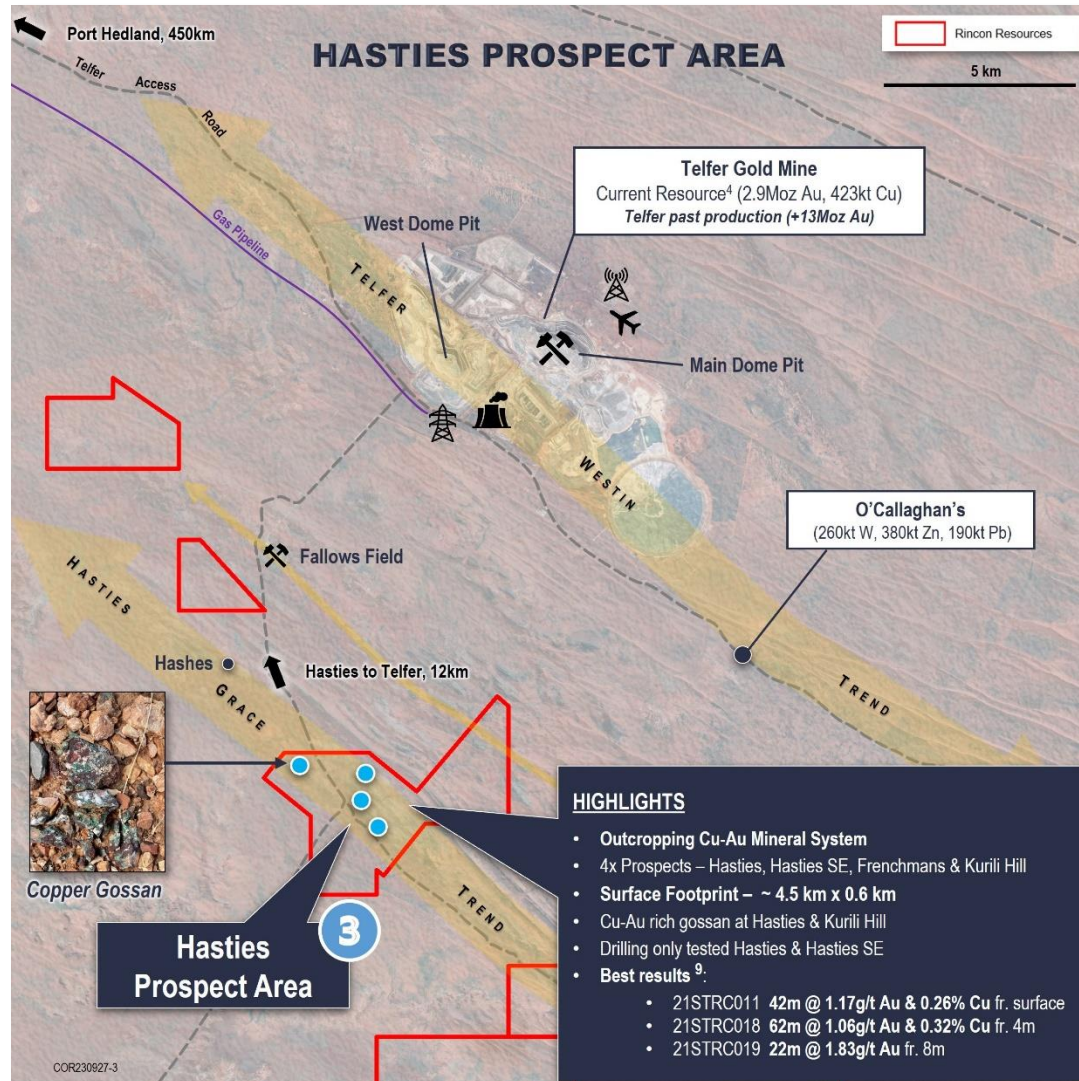 Port Hedland, 450km
HASTIES PROSPECT AREA
Rincon Resources
5 km
Telfer Access Road
Gas Pipeline
Telfer Gold Mine
Current Resource⁴ (2.9Moz Au, 423kt Cu)
Telfer past production (+13Moz Au)
West Dome Pit
Main Dome Pit
TELFER WESTIN TREND
O'Callaghan's
(260kt W, 380kt Zn, 190kt Pb)
Fallows Field
Hashes
Hasties to Telfer, 12km
HASTIES GRACE TREND
Copper Gossan
Hasties
Prospect Area
3
HIGHLIGHTS
• Outcropping Cu-Au Mineral System
• 4x Prospects – Hasties, Hasties SE, Frenchmans & Kurili Hill
• Surface Footprint – ~ 4.5 km x 0.6 km
• Cu-Au rich gossan at Hasties & Kurili Hill
• Drilling only tested Hasties & Hasties SE
• Best results ⁹:
• 21STRC011 42m @ 1.17g/t Au & 0.26% Cu fr. surface
• 21STRC018 62m @ 1.06g/t Au & 0.32% Cu fr. 4m
• 21STRC019 22m @ 1.83g/t Au fr. 8m
COR230927-3